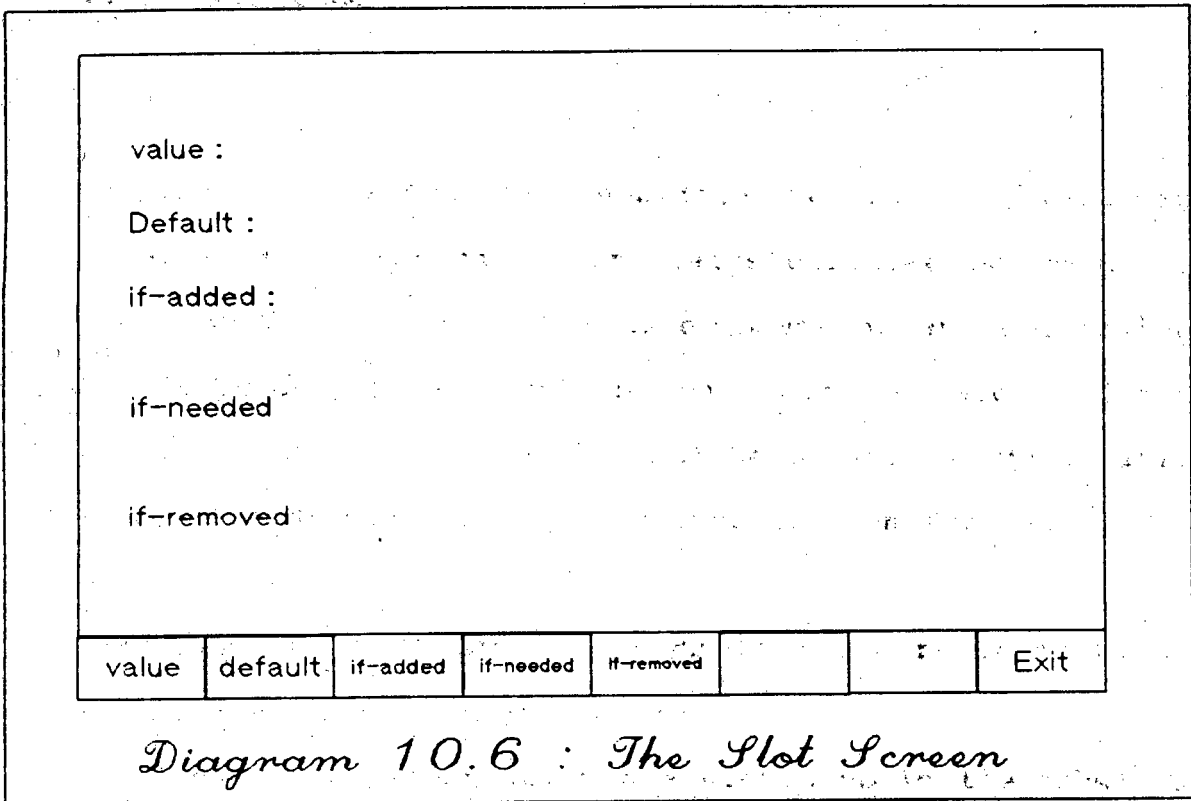 value :
Default :
if-added :
if-needed
if-removed
value default if-added if-needed if-removed Exit
Diagram 10.6 : The Slot Screen